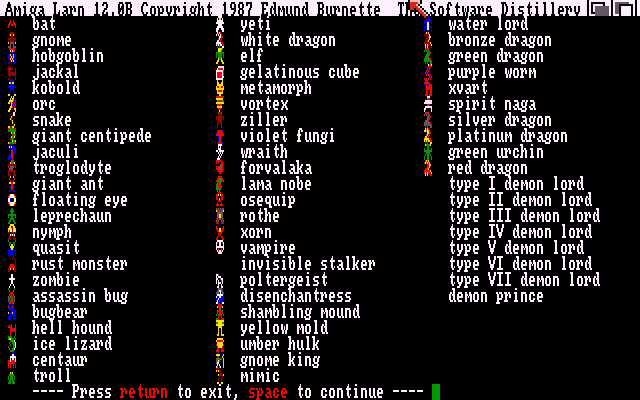 Amiga Larn 12.0B Copyright 1987 Edmund Burnette The Software Distillery
bat
gnome
hobgoblin
jackal
kobold
orc
snake
giant centipede
jaculi
troglodyte
giant ant
floating eye
leprechaun
nymph
quasit
rust monster
zombie
assassin bug
bugbear
hell hound
ice lizard
centaur
troll
yeti
white dragon
elf
gelatinous cube
metamorph
vortex
ziller
violet fungi
wraith
forvalaka
lama nobe
osequip
rothe
xorn
vampire
invisible stalker
poltergeist
disenchantress
shambling mound
yellow mold
umber hulk
gnome king
mimic
water lord
bronze dragon
green dragon
purple worm
xvart
spirit naga
silver dragon
platinum dragon
green urchin
red dragon
type I demon lord
type II demon lord
type III demon lord
type IV demon lord
type V demon lord
type VI demon lord
type VII demon lord
demon prince
---- Press return to exit, space to continue ----